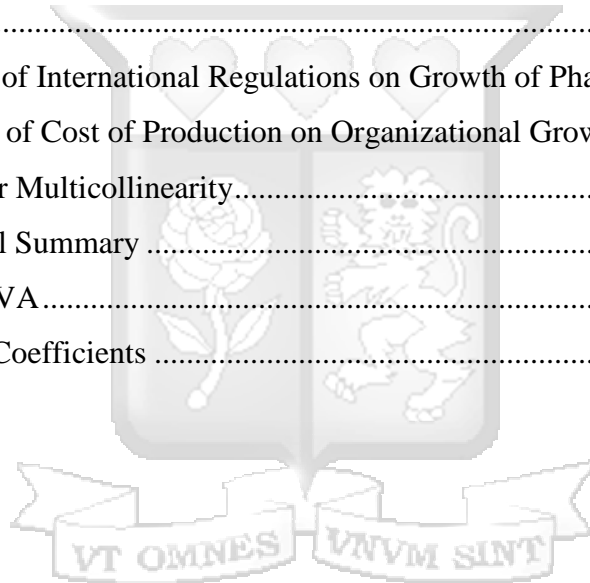 ................................................................................
of International Regulations on Growth of Pha
of Cost of Production on Organizational Grow
r Multicollinearity................................................
l Summary ............................................................
VA..........................................................................
Coefficients ..........................................................
VT OMNES VNVM SINT